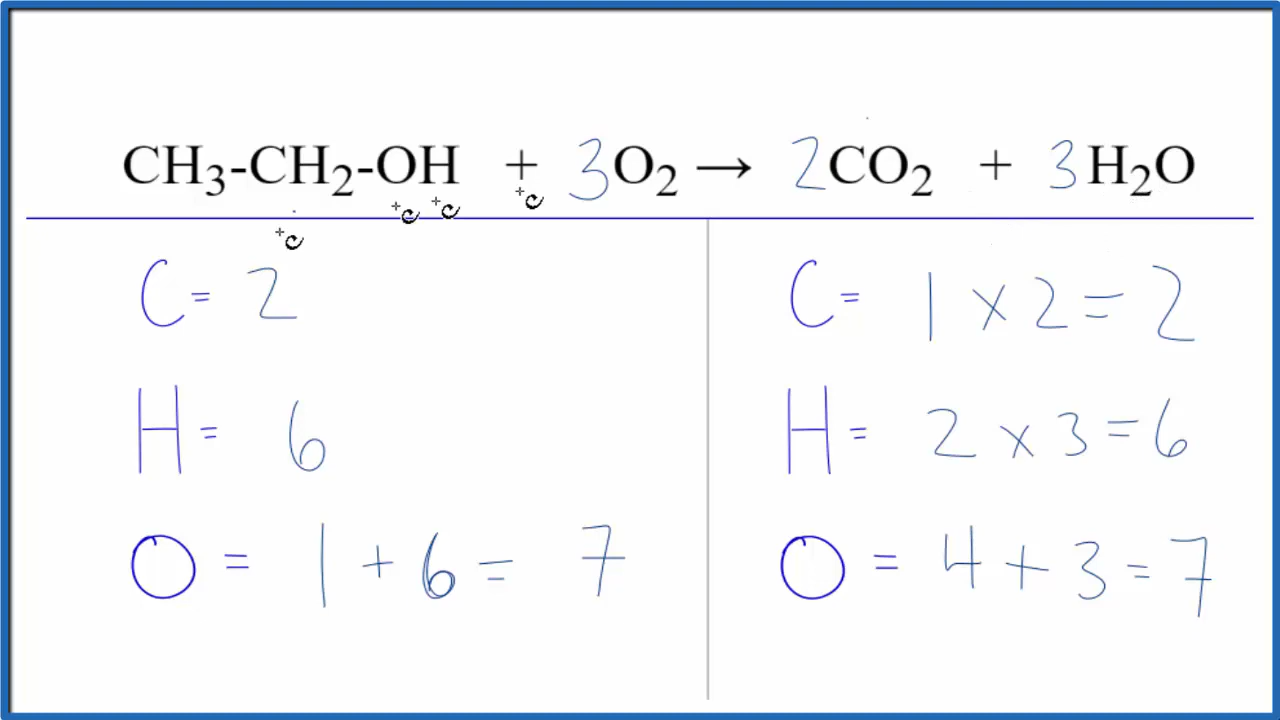 CH₃-CH₂-OH + 3O₂ → 2CO₂ + 3H₂O
C = 2
H = 6
O = 1 + 6 = 7
C = 1 x 2 = 2
H = 2 x 3 = 6
O = 4 + 3 = 7